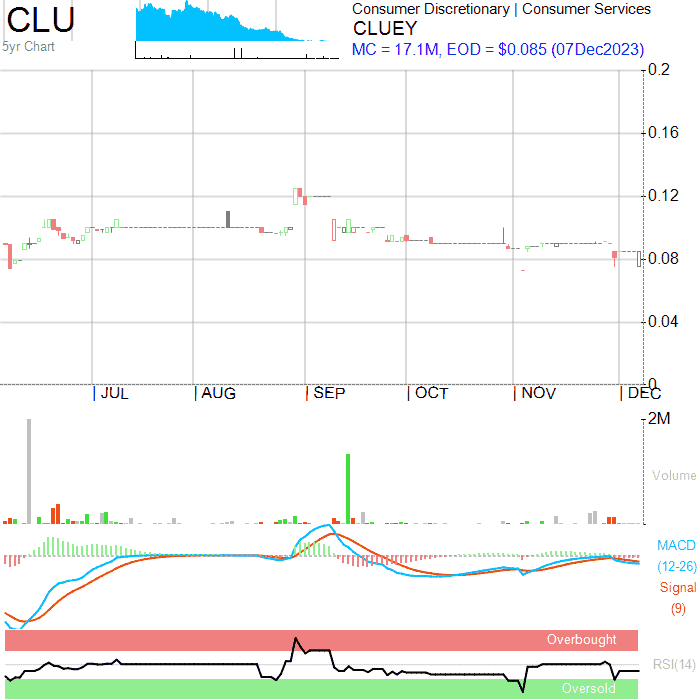 CLU
5yr Chart
Consumer Discretionary | Consumer Services
CLUEY
MC = 17.1M, EOD = $0.085 (07Dec2023)
0.2
0.16
0.12
0.08
0.04
0
JUL AUG SEP OCT NOV DEC
2M
Volume
MACD
(12-26)
Signal
(9)
Overbought
RSI(14)
Oversold